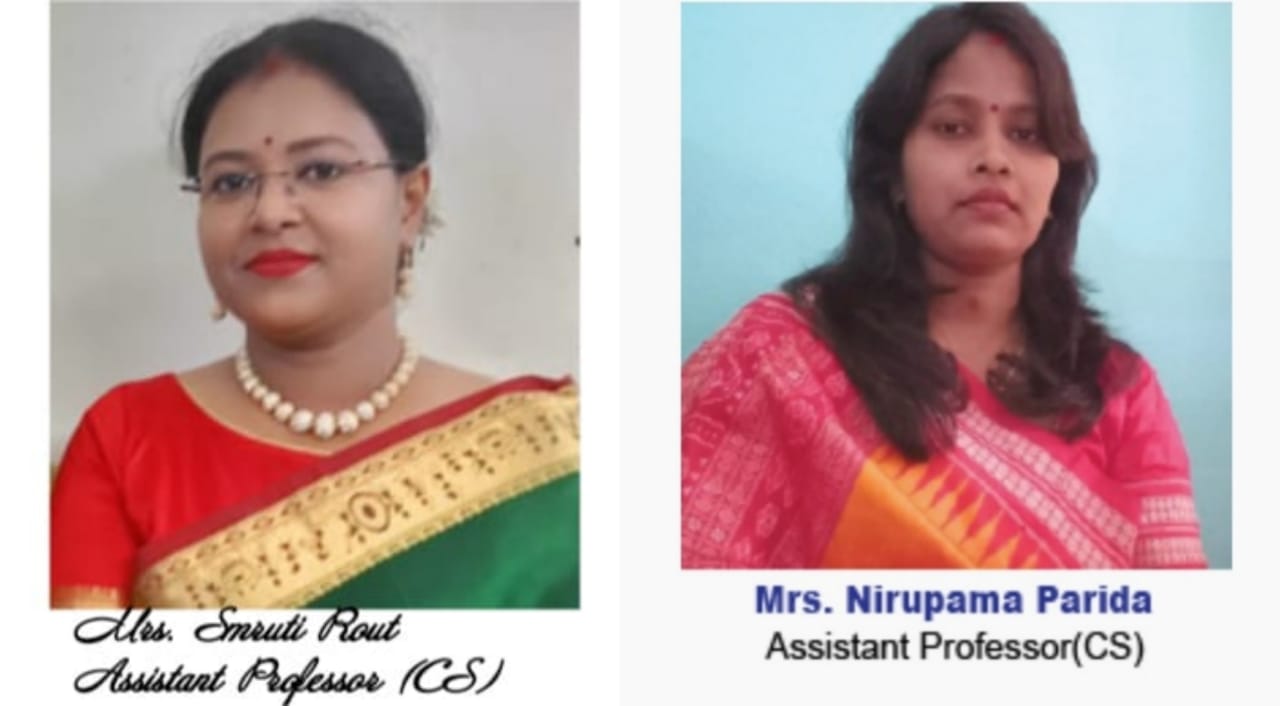 Mrs. Smruti Rout
Assistant Professor (CS)
Mrs. Nirupama Parida
Assistant Professor(CS)